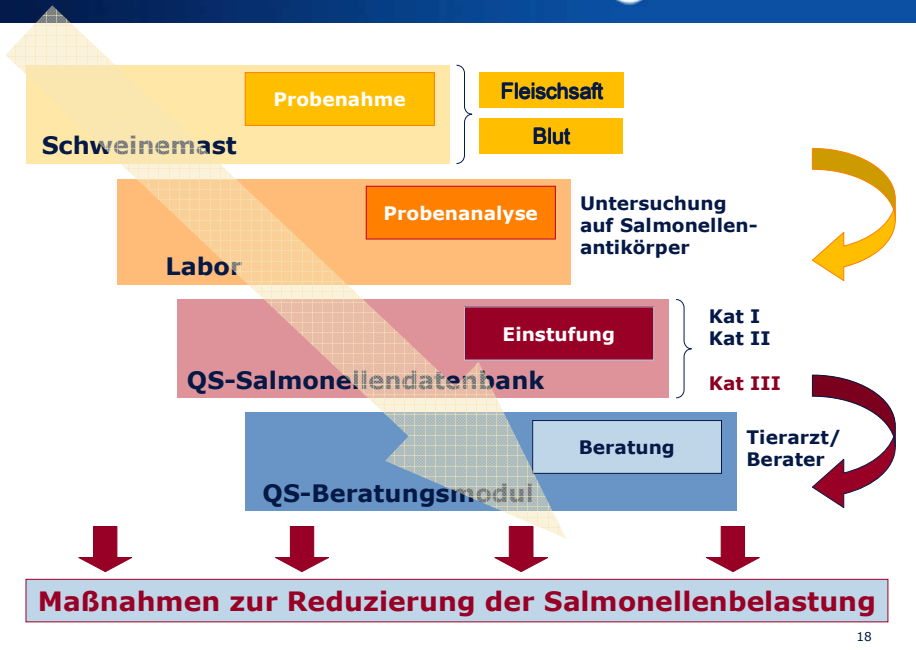 Probenahme
Fleischsaft
Blut
Schweinemast
Probenanalyse
Untersuchung
auf Salmonellen-
antikörper
Labor
Einstufung
Kat I
Kat II
Kat III
QS-Salmonellendatenbank
Beratung
Tierarzt/
Berater
QS-Beratungsmodul
Maßnahmen zur Reduzierung der Salmonellenbelastung
18